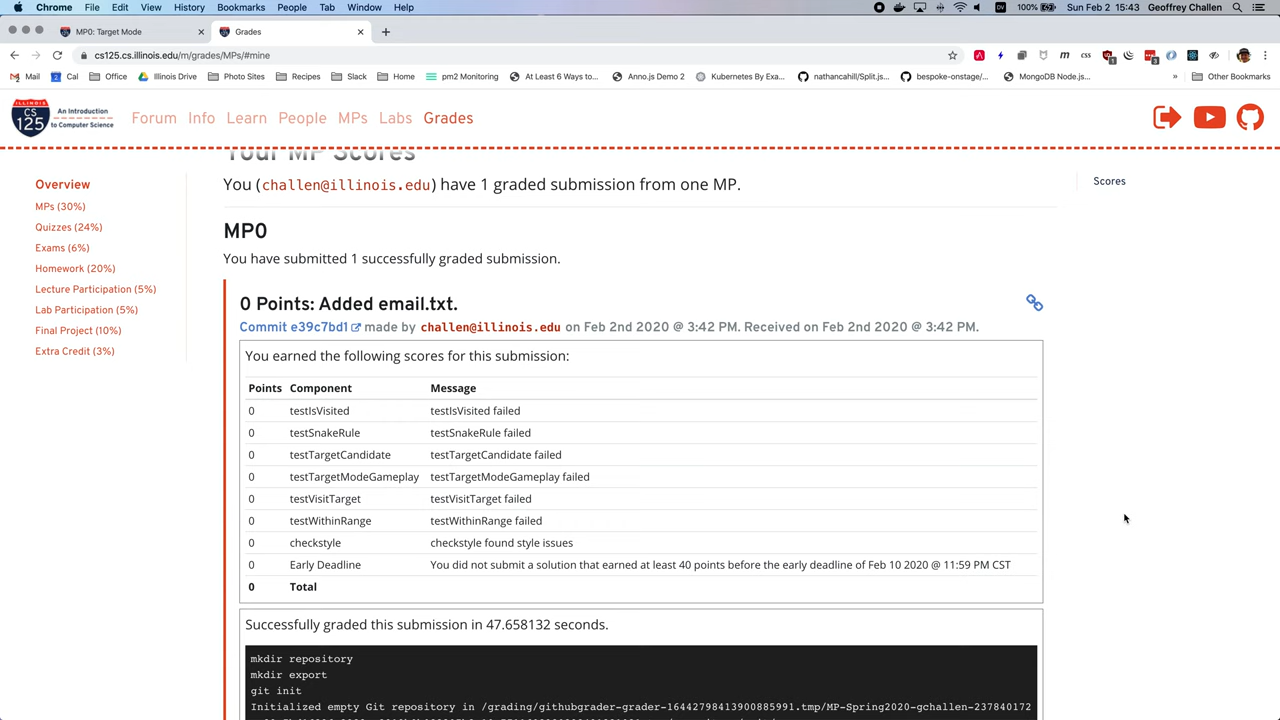 Chrome File Edit View History Bookmarks People Tab Window Help 100% Sun Feb 2 15:43 Geoffrey Challen
MP0: Target Mode Grades
cs125.cs.illinois.edu/m/grades/MPs/#mine
Mail Cal Office Illinois Drive Photo Sites Recipes Slack Home pm2 Monitoring At Least 6 Ways to... Anno.js Demo 2 Kubernetes By Exa... nathancahill/Split.js... bespoke-onstage/... MongoDB Node.js... » Other Bookmarks
ILLINOIS CS 125 An Introduction to Computer Science
Forum Info Learn People MPs Labs Grades
Your MP Scores
Overview
MPs (30%)
Quizzes (24%)
Exams (6%)
Homework (20%)
Lecture Participation (5%)
Lab Participation (5%)
Final Project (10%)
Extra Credit (3%)
You (challen@illinois.edu) have 1 graded submission from one MP.
Scores
MP0
You have submitted 1 successfully graded submission.
0 Points: Added email.txt.
Commit e39c7bd1 made by challen@illinois.edu on Feb 2nd 2020 @ 3:42 PM. Received on Feb 2nd 2020 @ 3:42 PM.
You earned the following scores for this submission:
Points Component Message
0 testIsVisited testIsVisited failed
0 testSnakeRule testSnakeRule failed
0 testTargetCandidate testTargetCandidate failed
0 testTargetModeGameplay testTargetModeGameplay failed
0 testVisitTarget testVisitTarget failed
0 testWithinRange testWithinRange failed
0 checkstyle checkstyle found style issues
0 Early Deadline You did not submit a solution that earned at least 40 points before the early deadline of Feb 10 2020 @ 11:59 PM CST
0 Total
Successfully graded this submission in 47.658132 seconds.
mkdir repository
mkdir export
git init
Initialized empty Git repository in /grading/githubgrader-grader-16442798413900885991.tmp/MP-Spring2020-gchallen-237840172